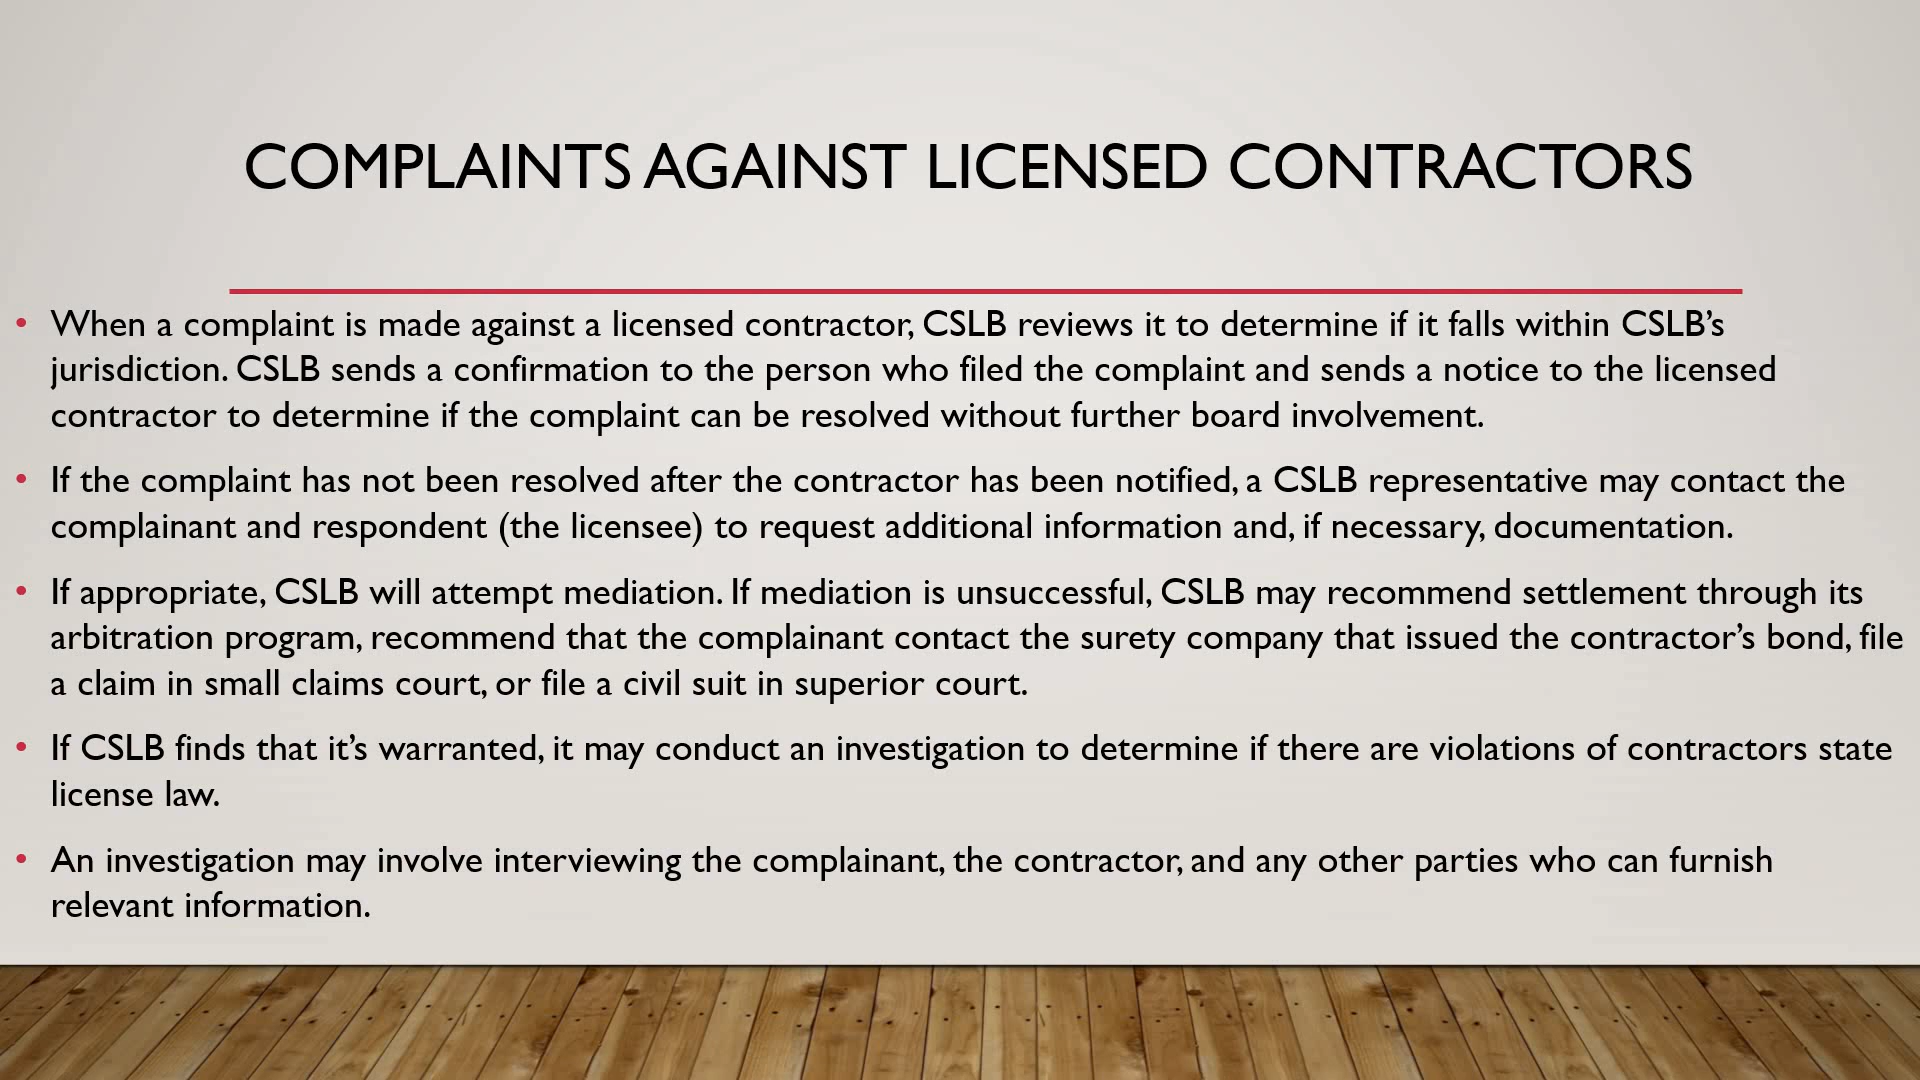 COMPLAINTS AGAINST LICENSED CONTRACTORS
• When a complaint is made against a licensed contractor, CSLB reviews it to determine if it falls within CSLB’s
jurisdiction. CSLB sends a confirmation to the person who filed the complaint and sends a notice to the licensed
contractor to determine if the complaint can be resolved without further board involvement.
• If the complaint has not been resolved after the contractor has been notified, a CSLB representative may contact the
complainant and respondent (the licensee) to request additional information and, if necessary, documentation.
• If appropriate, CSLB will attempt mediation. If mediation is unsuccessful, CSLB may recommend settlement through its
arbitration program, recommend that the complainant contact the surety company that issued the contractor’s bond, file
a claim in small claims court, or file a civil suit in superior court.
• If CSLB finds that it’s warranted, it may conduct an investigation to determine if there are violations of contractors state
license law.
• An investigation may involve interviewing the complainant, the contractor, and any other parties who can furnish
relevant information.